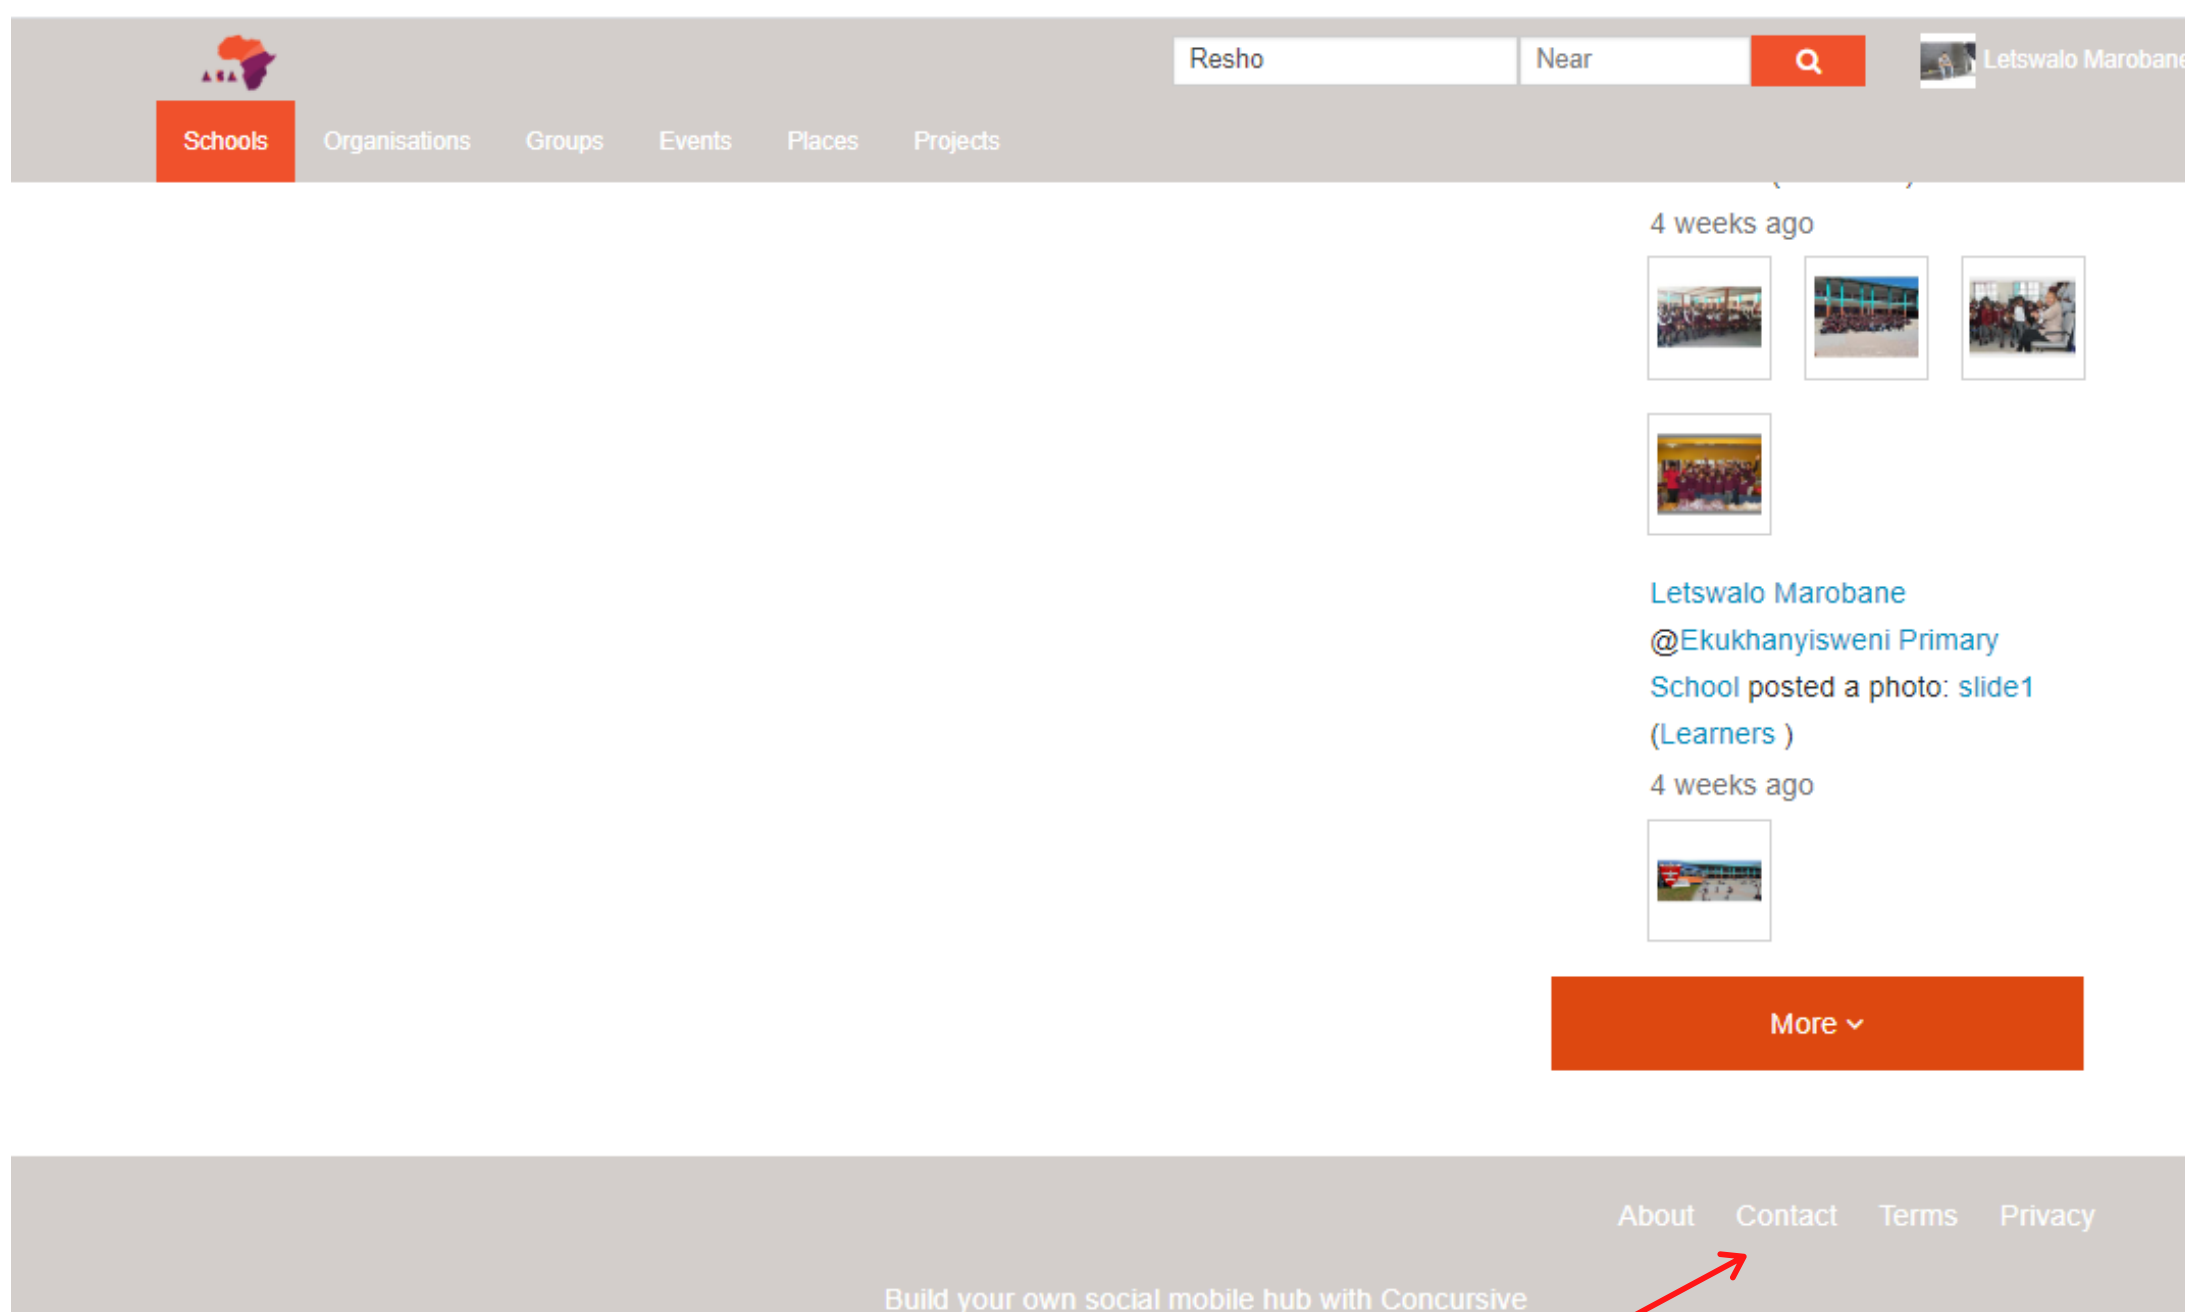 ASA
Resho
Near
Letswalo Marobane
Schools
Organisations
Groups
Events
Places
Projects
4 weeks ago
Letswalo Marobane
@Ekukhanyisweni Primary
School posted a photo: slide1
(Learners )
4 weeks ago
More
About
Contact
Terms
Privacy
Build your own social mobile hub with Concursive